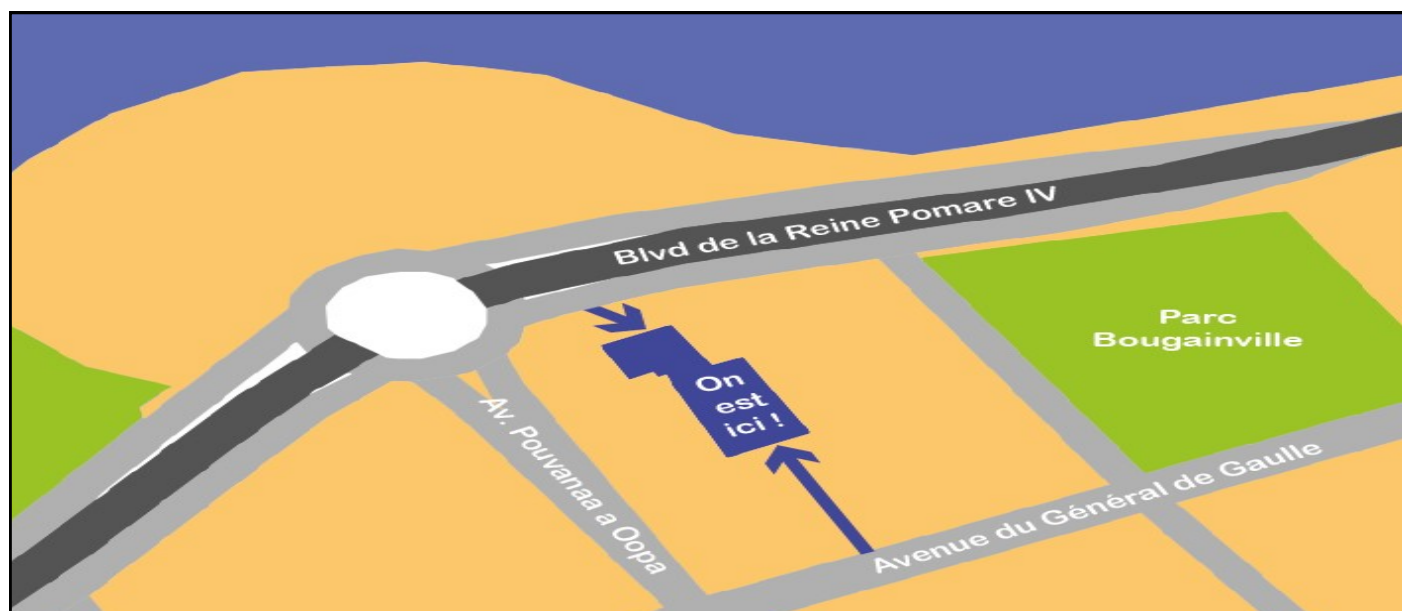 Blvd de la Reine Pomare IV
Parc
Bougainville
On
est
ici !
Av. Pouvanaa a Oopa
Avenue du Général de Gaulle